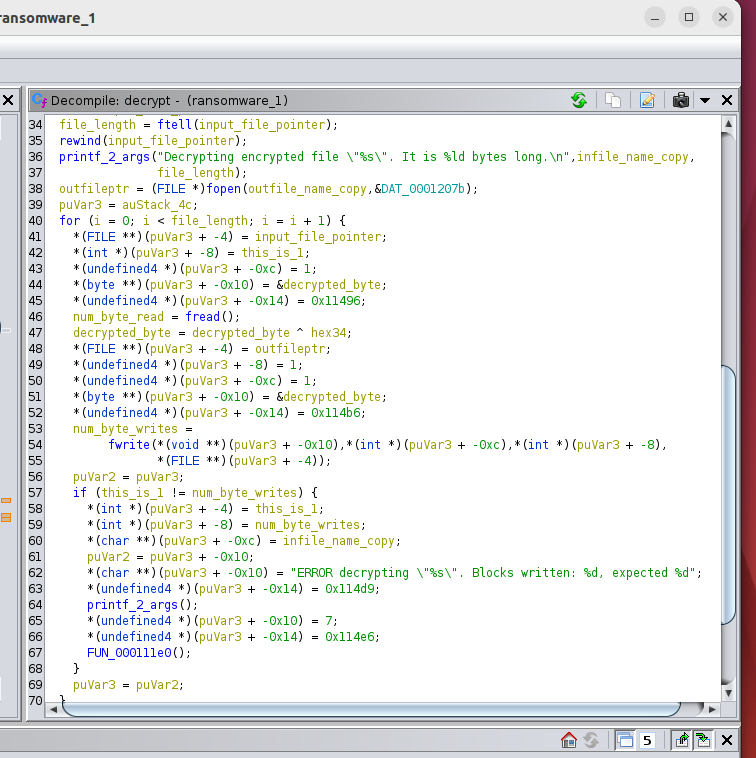 ransomware_1
Decompile: decrypt - (ransomware_1)
34 file_length = ftell(input_file_pointer);
35 rewind(input_file_pointer);
36 printf_2_args("Decrypting encrypted file \"%s\". It is %ld bytes long.\n",infile_name_copy,
37 file_length);
38 outfileptr = (FILE *)fopen(outfile_name_copy,&DAT_0001207b);
39 puVar3 = auStack_4c;
40 for (i = 0; i < file_length; i = i + 1) {
41 *(FILE **)(puVar3 + -4) = input_file_pointer;
42 *(int *)(puVar3 + -8) = this_is_1;
43 *(undefined4 *)(puVar3 + -0xc) = 1;
44 *(byte **)(puVar3 + -0x10) = &decrypted_byte;
45 *(undefined4 *)(puVar3 + -0x14) = 0x11496;
46 num_byte_read = fread();
47 decrypted_byte = decrypted_byte ^ hex34;
48 *(FILE **)(puVar3 + -4) = outfileptr;
49 *(undefined4 *)(puVar3 + -8) = 1;
50 *(undefined4 *)(puVar3 + -0xc) = 1;
51 *(byte **)(puVar3 + -0x10) = &decrypted_byte;
52 *(undefined4 *)(puVar3 + -0x14) = 0x114b6;
53 num_byte_writes =
54 fwrite(*(void **)(puVar3 + -0x10),*(int *)(puVar3 + -0xc),*(int *)(puVar3 + -8),
55 *(FILE **)(puVar3 + -4));
56 puVar2 = puVar3;
57 if (this_is_1 != num_byte_writes) {
58 *(int *)(puVar3 + -4) = this_is_1;
59 *(int *)(puVar3 + -8) = num_byte_writes;
60 *(char **)(puVar3 + -0xc) = infile_name_copy;
61 puVar2 = puVar3 + -0x10;
62 *(char **)(puVar3 + -0x10) = "ERROR decrypting \"%s\". Blocks written: %d, expected %d";
63 *(undefined4 *)(puVar3 + -0x14) = 0x114d9;
64 printf_2_args();
65 *(undefined4 *)(puVar3 + -0x10) = 7;
66 *(undefined4 *)(puVar3 + -0x14) = 0x114e6;
67 FUN_000111e0();
68 }
69 puVar3 = puVar2;
70 }
5